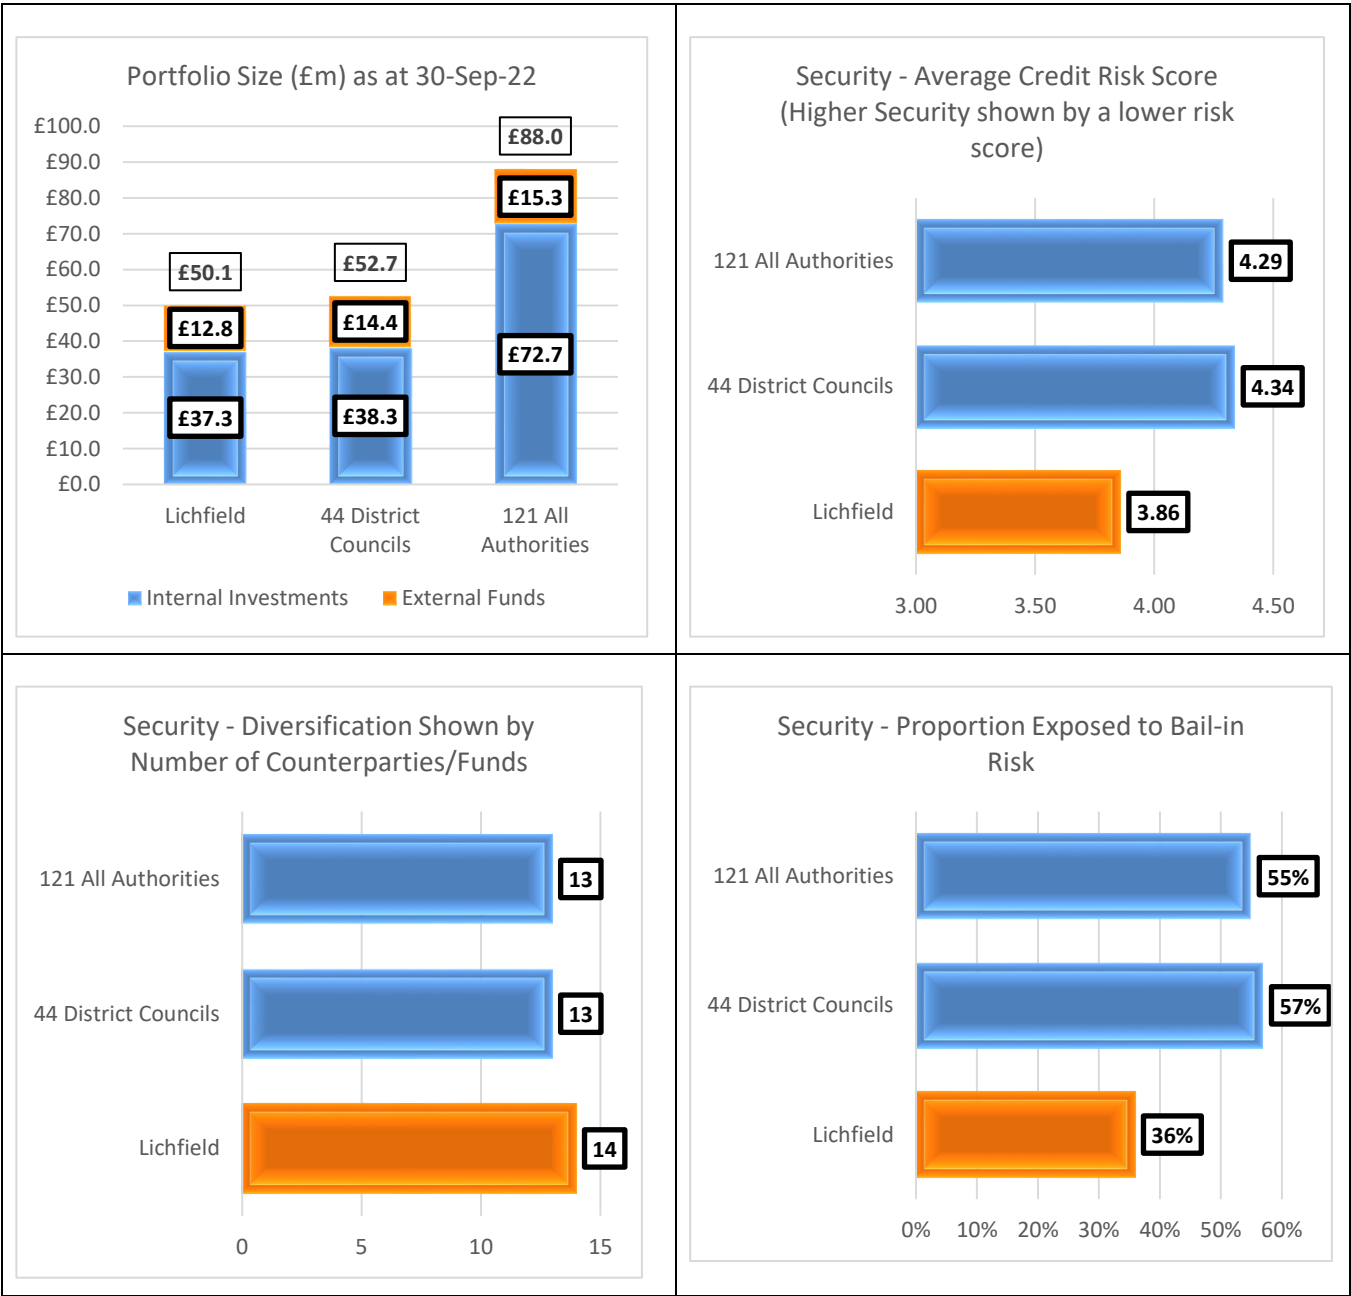 Portfolio Size (£m) as at 30-Sep-22
£100.0
£90.0
£80.0
£70.0
£60.0
£50.0
£40.0
£30.0
£20.0
£10.0
£0.0
£50.1
£12.8
£37.3
£52.7
£14.4
£38.3
£88.0
£15.3
£72.7
Lichfield
44 District
Councils
121 All
Authorities
Internal Investments
External Funds
Security - Average Credit Risk Score
(Higher Security shown by a lower risk
score)
121 All Authorities
4.29
44 District Councils
4.34
Lichfield
3.86
3.00 3.50 4.00 4.50
Security - Diversification Shown by
Number of Counterparties/Funds
121 All Authorities
13
44 District Councils
13
Lichfield
14
0 5 10 15
Security - Proportion Exposed to Bail-in
Risk
121 All Authorities
55%
44 District Councils
57%
Lichfield
36%
0% 10% 20% 30% 40% 50% 60%